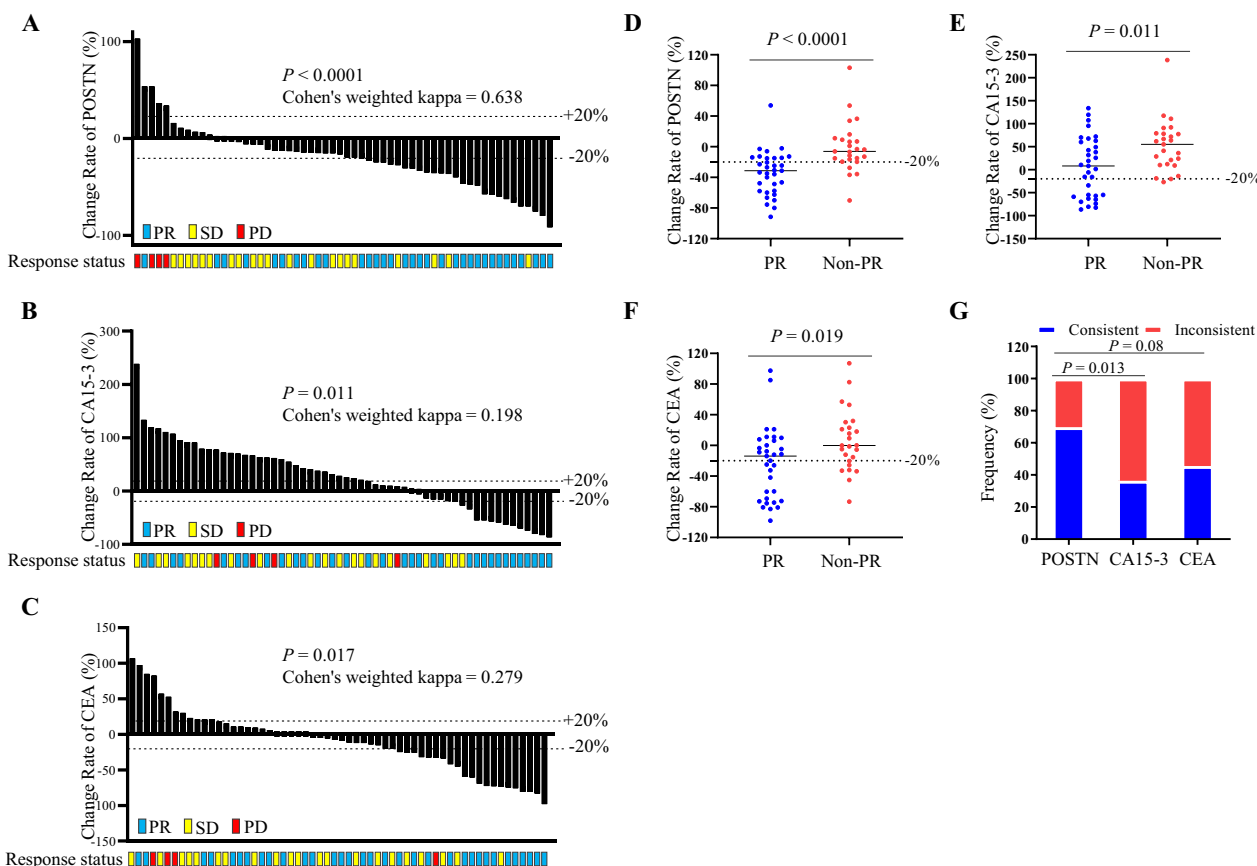 A
Change Rate of POSTN (%)
100
0
-100
P < 0.0001
Cohen's weighted kappa = 0.638
+20%
-20%
PR SD PD
Response status
B
Change Rate of CA15-3 (%)
300
200
100
0
-100
P = 0.011
Cohen's weighted kappa = 0.198
+20%
-20%
PR SD PD
Response status
C
Change Rate of CEA (%)
150
100
50
0
-50
-100
-150
P = 0.017
Cohen's weighted kappa = 0.279
+20%
-20%
PR SD PD
Response status
D
Change Rate of POSTN (%)
120
80
40
0
-40
-80
-120
P < 0.0001
-20%
PR Non-PR
E
Change Rate of CA15-3 (%)
250
200
150
100
50
0
-50
-100
-150
P = 0.011
-20%
PR Non-PR
F
Change Rate of CEA (%)
120
80
40
0
-40
-80
-120
P = 0.019
-20%
PR Non-PR
G
Consistent Inconsistent
Frequency (%)
120
100
80
60
40
20
0
P = 0.08
P = 0.013
POSTN CA15-3 CEA